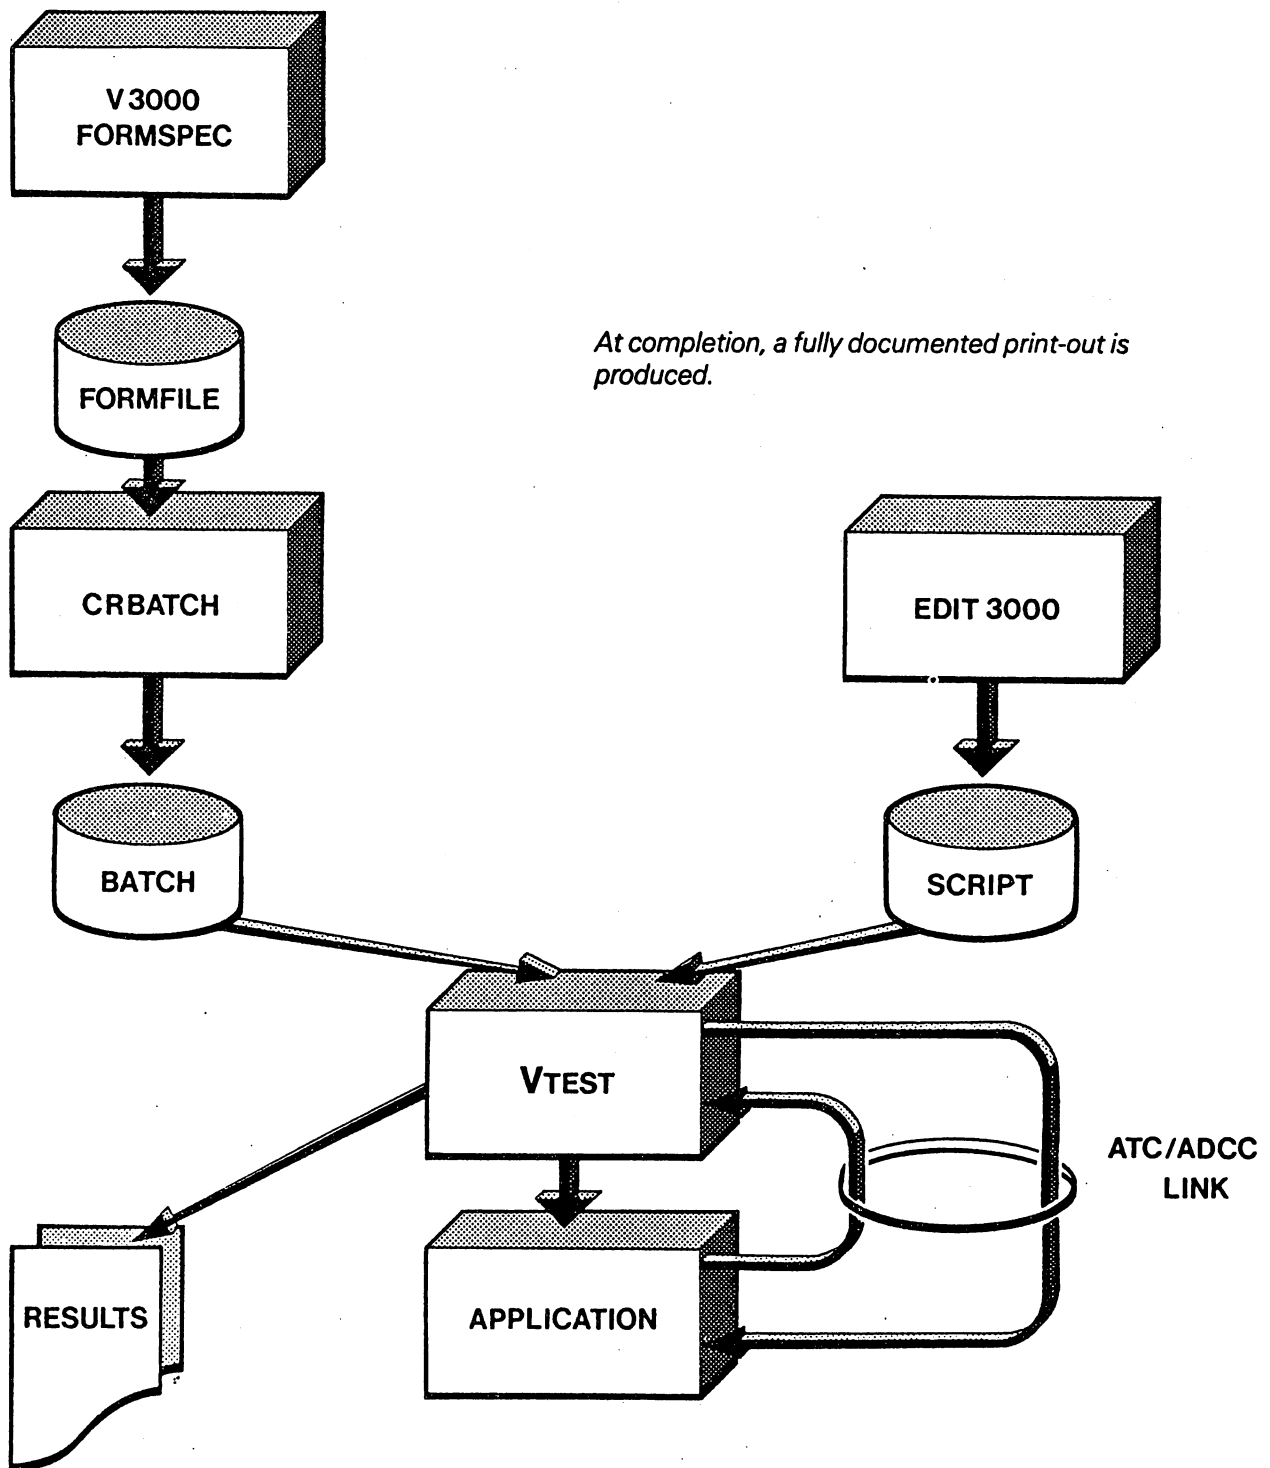 V3000
FORMSPEC
FORMFILE
At completion, a fully documented print-out is
produced.
CRBATCH
EDIT 3000
BATCH
SCRIPT
VTEST
ATC/ADCC
LINK
RESULTS
APPLICATION